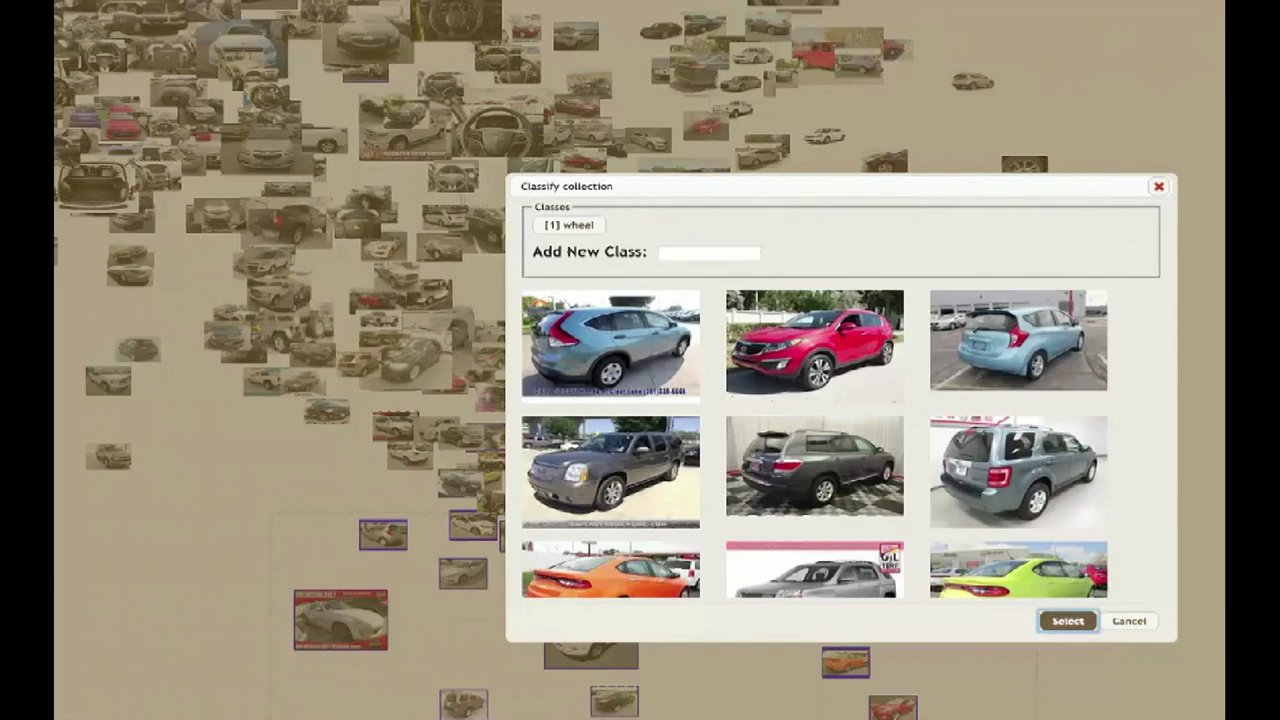 Classify collection
Classes
[1] wheel
Add New Class:
Select
Cancel